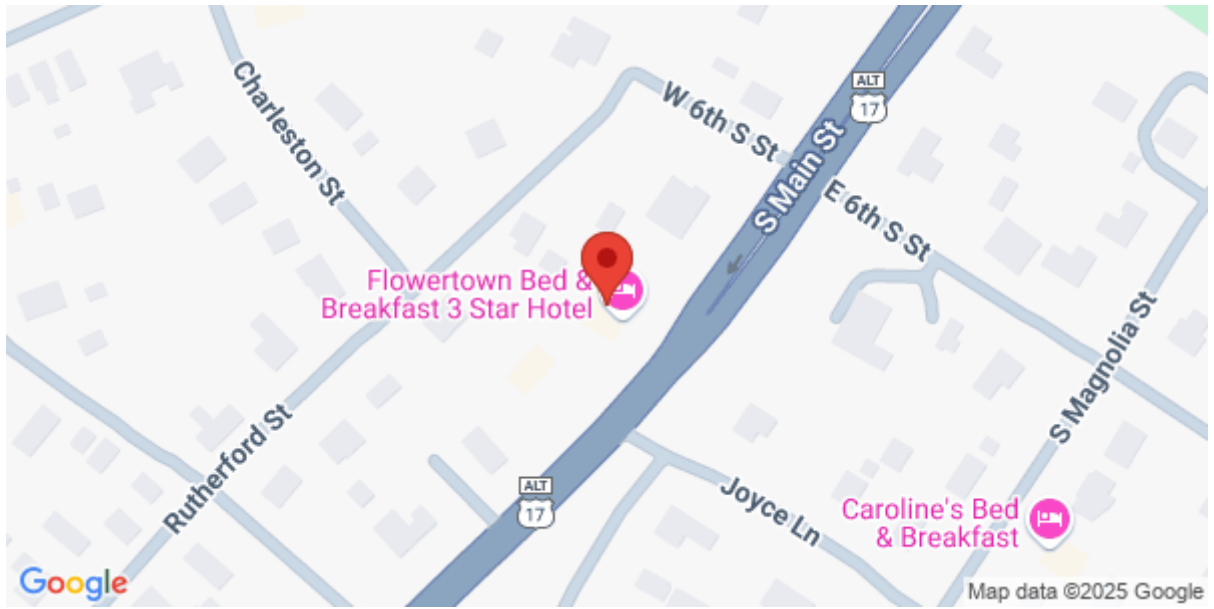 Charleston St
W 6th S St
ALT
17
S Main St
E 6th S St
Flowertown Bed &
Breakfast 3 Star Hotel
S Magnolia St
Rutherford St
ALT
17
Joyce Ln
Caroline's Bed
& Breakfast
Google
Map data ©2025 Google